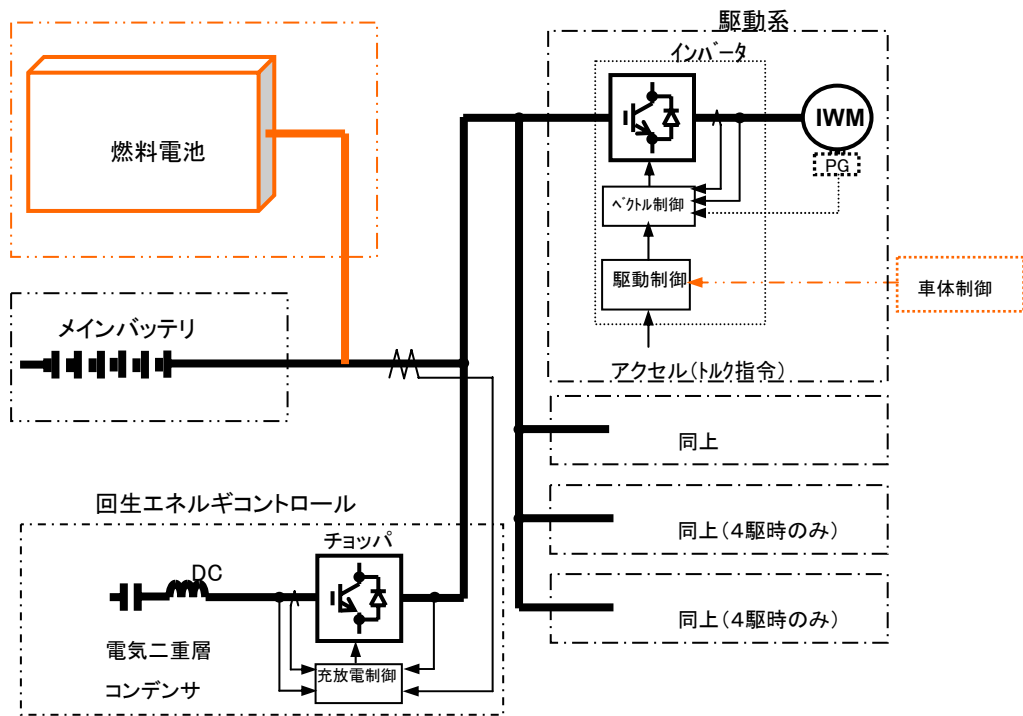 駆動系
インバータ
燃料電池
IWM
PG
ベクトル制御
駆動制御
車体制御
メインバッテリ
アクセル(トルク指令)
同上
回生エネルギコントロール
同上(4駆時のみ)
チョッパ
DC
同上(4駆時のみ)
電気二重層
コンデンサ
充放電制御